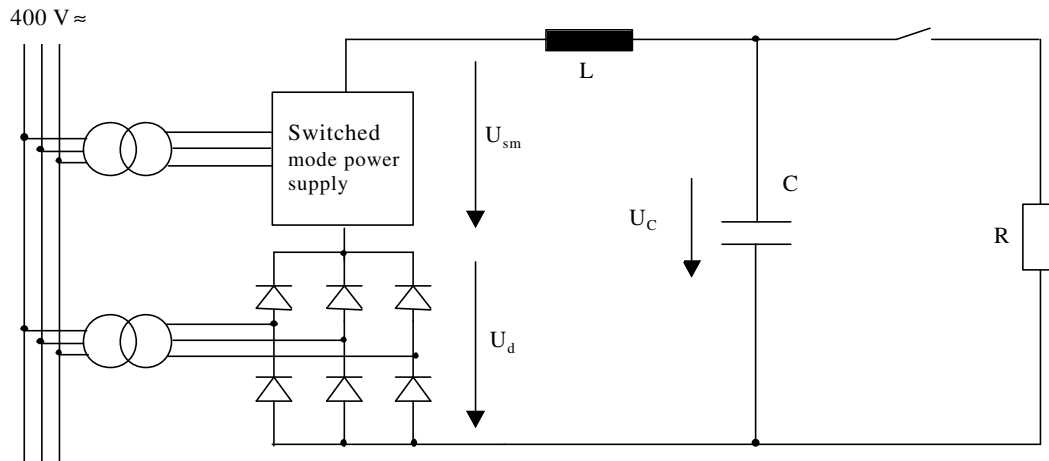 400 V ≈
L
Switched
mode power
supply
U_sm
C
U_C
R
U_d